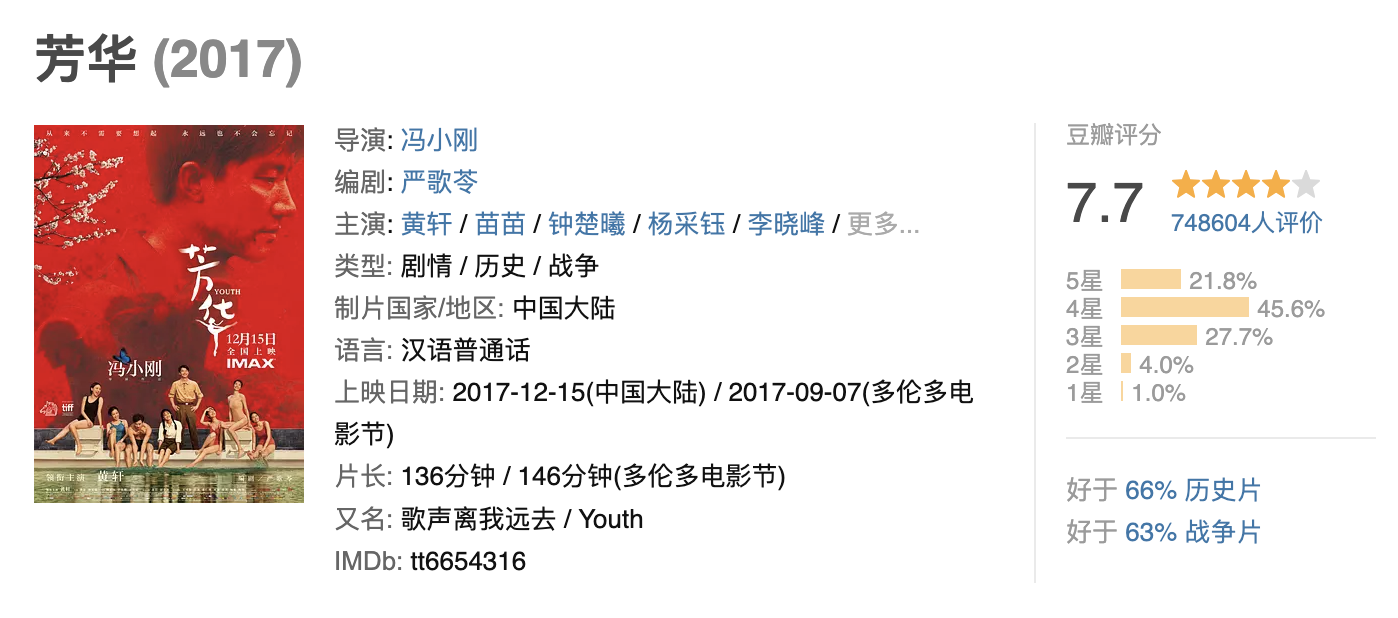 芳华 (2017)
从来不需要想起 永远也不会忘记
芳华
YOUTH
12月15日
全国上映
IMAX
冯小刚
tiff
领衔主演 黄轩
编剧 严歌苓
导演: 冯小刚
编剧: 严歌苓
主演: 黄轩 / 苗苗 / 钟楚曦 / 杨采钰 / 李晓峰 / 更多...
类型: 剧情 / 历史 / 战争
制片国家/地区: 中国大陆
语言: 汉语普通话
上映日期: 2017-12-15(中国大陆) / 2017-09-07(多伦多电
影节)
片长: 136分钟 / 146分钟(多伦多电影节)
又名: 歌声离我远去 / Youth
IMDb: tt6654316
豆瓣评分
7.7
748604人评价
5星 21.8%
4星 45.6%
3星 27.7%
2星 4.0%
1星 1.0%
好于 66% 历史片
好于 63% 战争片